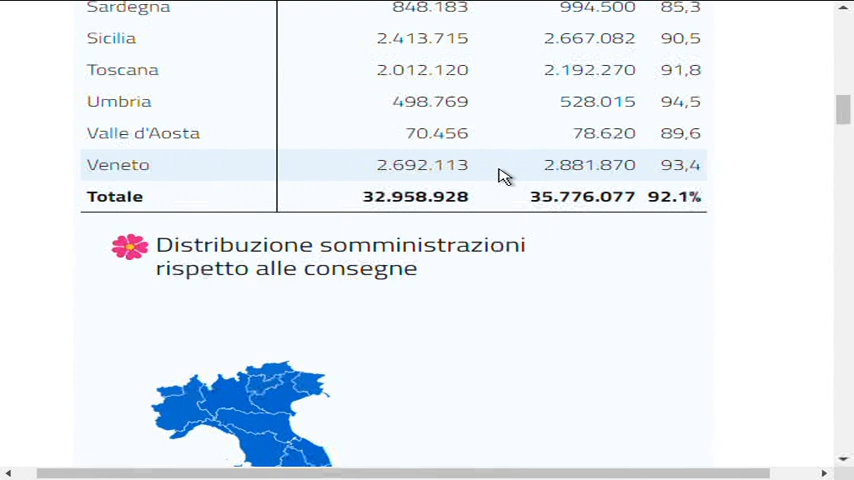 Sardegna 848.183 994.500 85,3
Sicilia 2.413.715 2.667.082 90,5
Toscana 2.012.120 2.192.270 91,8
Umbria 498.769 528.015 94,5
Valle d'Aosta 70.456 78.620 89,6
Veneto 2.692.113 2.881.870 93,4
Totale 32.958.928 35.776.077 92.1%
Distribuzione somministrazioni
rispetto alle consegne